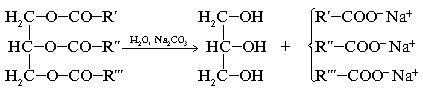 H₂C–O–CO–R′ H₂C–OH R′–COO⁻Na⁺
HC–O–CO–R″ H₂O, Na₂CO₃ CH–OH + R″–COO⁻Na⁺
H₂C–O–CO–R‴ H₂C–OH R‴–COO⁻Na⁺